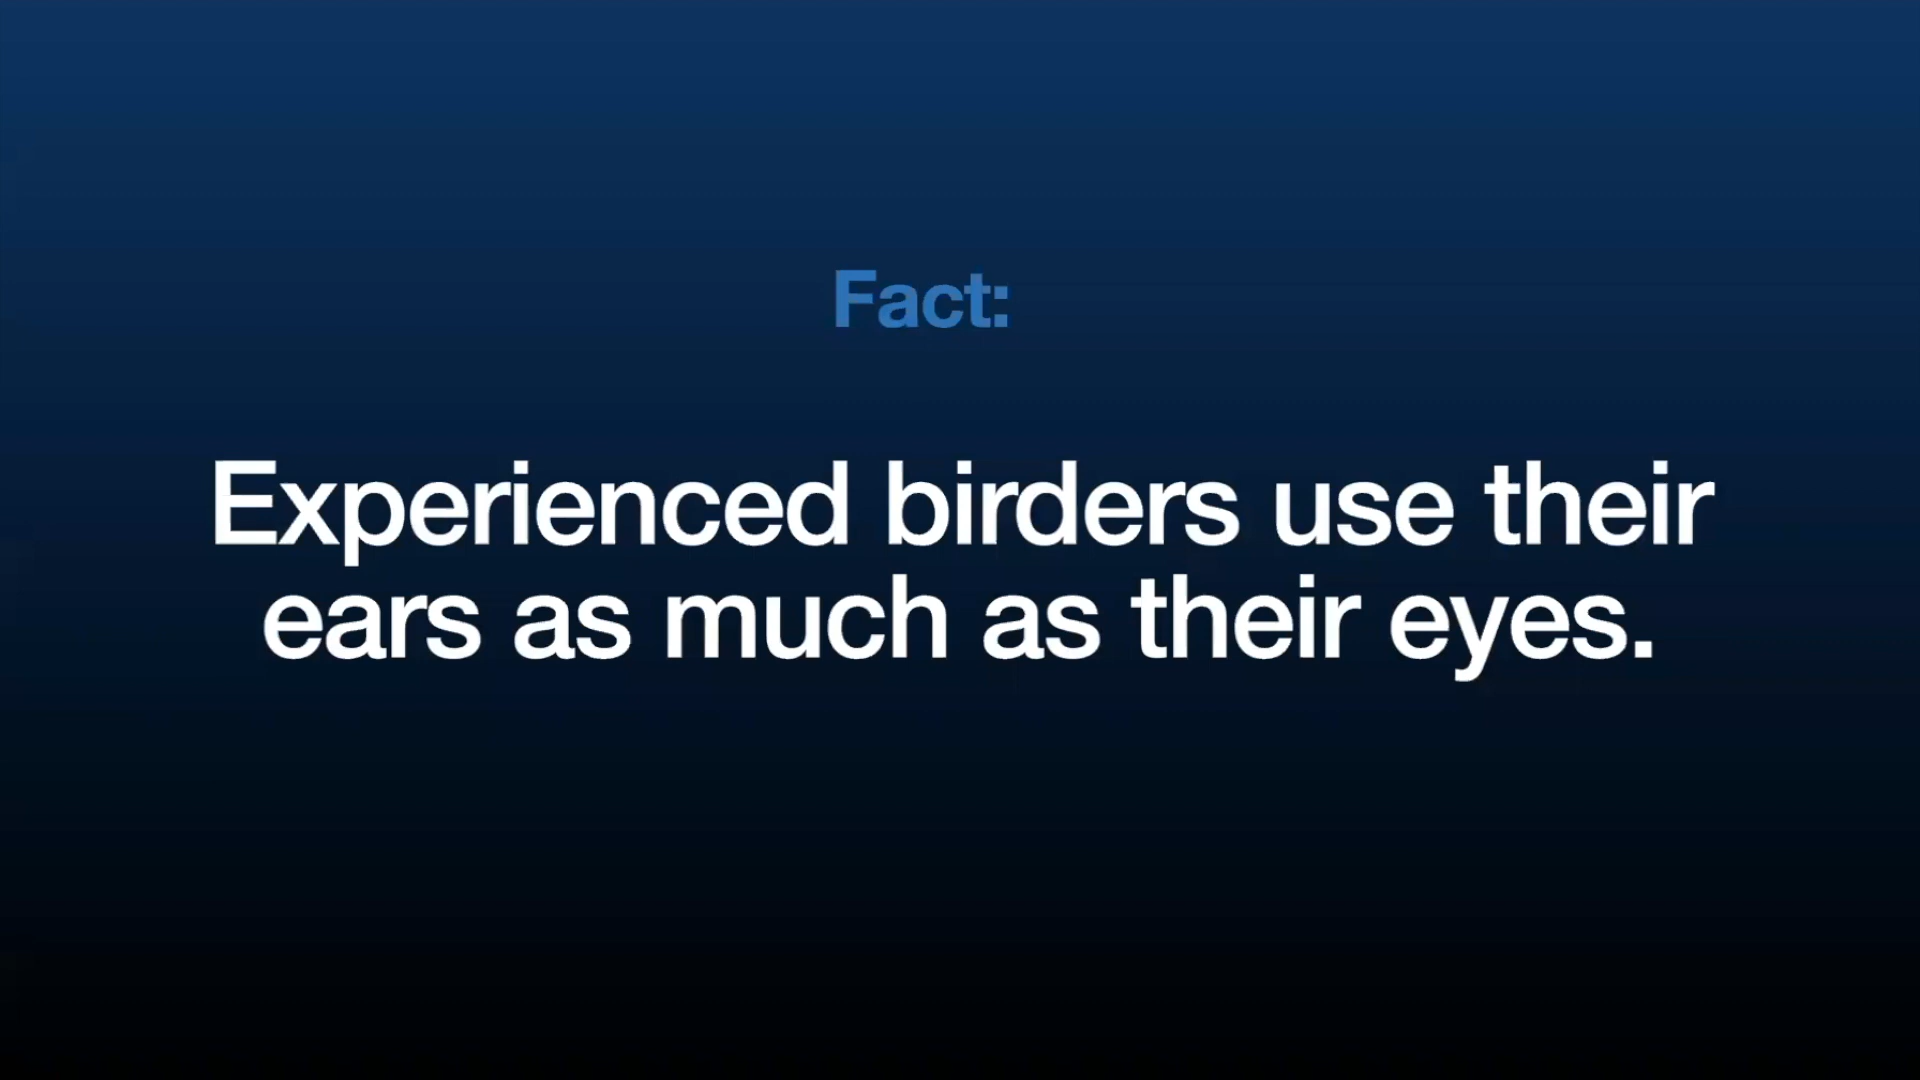 Fact:
Experienced birders use their
ears as much as their eyes.